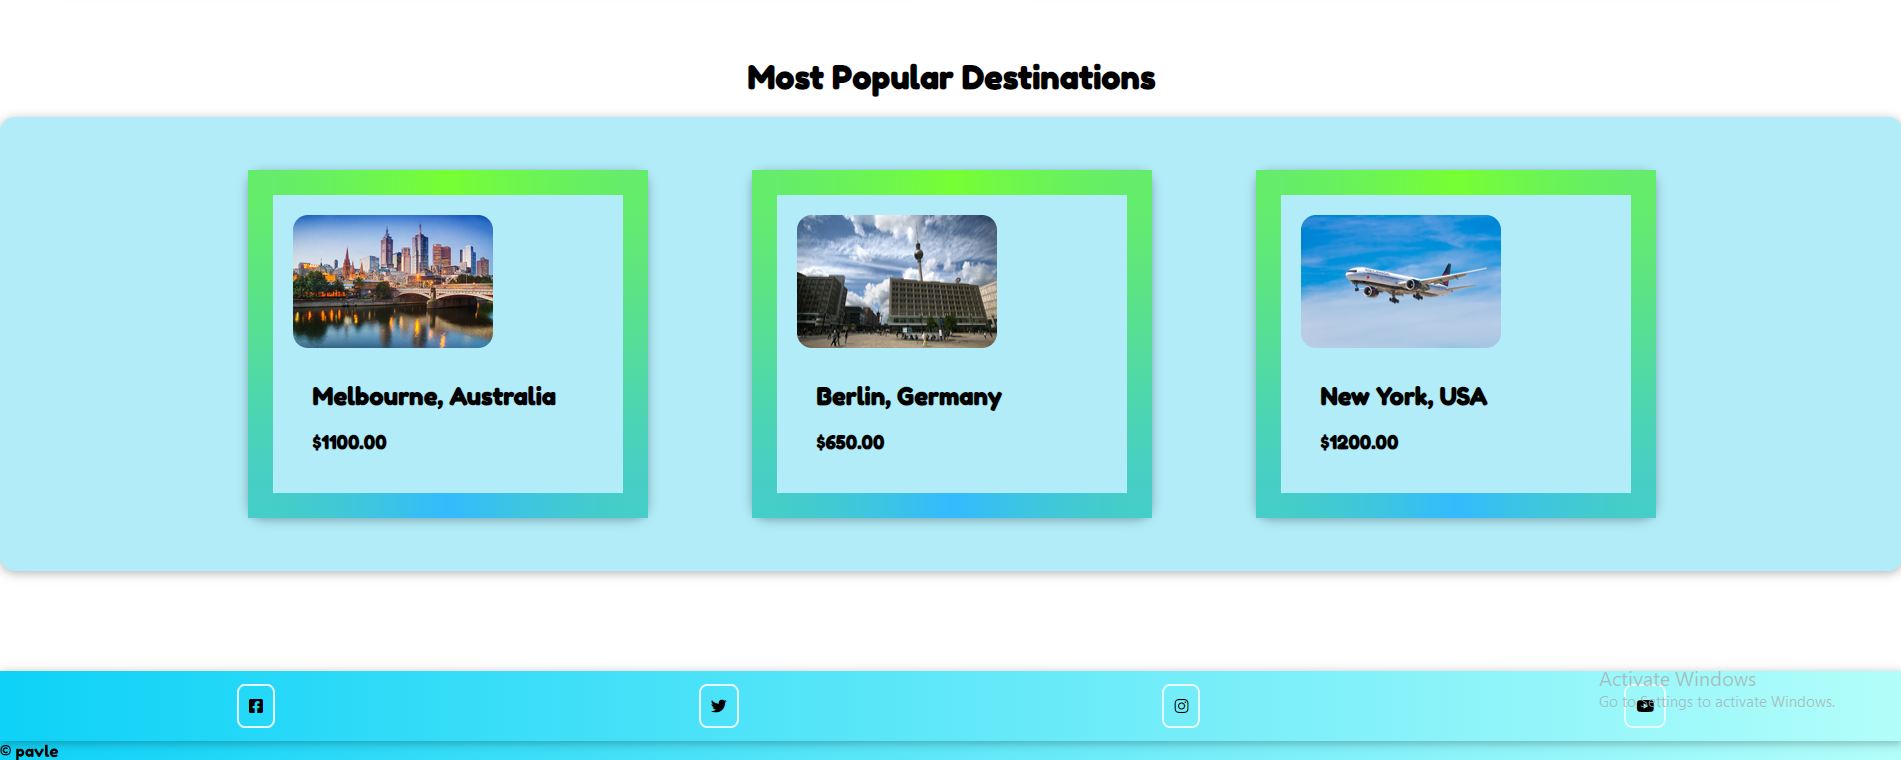 Most Popular Destinations
Melbourne, Australia
$1100.00
Berlin, Germany
$650.00
New York, USA
$1200.00
Activate Windows
Go to Settings to activate Windows.
© pavle